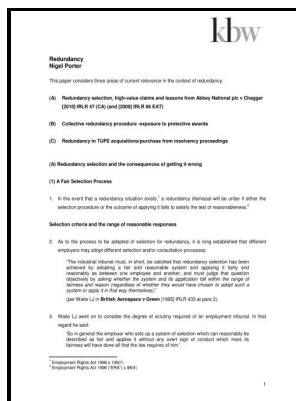 kbw
Redundancy
Nigel Porter
This paper considers three areas of current relevance in the context of redundancy:
(A) Redundancy selection, high-value claims and lessons from Abbey National plc v Chagger
[2010] IRLR 47 (CA) and [2009] IRLR 86 EAT)
(B) Collective redundancy procedure -exposure to protective awards
(C) Redundancy in TUPE acquisitions/purchase from insolvency proceedings
(A) Redundancy selection and the consequences of getting it wrong
(1) A Fair Selection Process
1. In the event that a redundancy situation exists,1 a redundancy dismissal will be unfair if either the
selection procedure or the outcome of applying it fails to satisfy the test of reasonableness.2
Selection criteria and the range of reasonable responses
2. As to the process to be adopted of selection for redundancy, it is long established that different
employers may adopt different selection and/or consultation processes:
"The industrial tribunal must, in short, be satisfied that redundancy selection has been
achieved by adopting a fair and reasonable system and applying it fairly and
reasonably as between one employee and another; and must judge that question
objectively by asking whether the system and its application fall within the range of
fairness and reason (regardless of whether they would have chosen to adopt such a
system or apply it in that way themselves)."
(per Waite LJ in British Aerospace v Green [1995] IRLR 433 at para 2).
3. Waite LJ went on to consider the degree of scrutiny required of an employment tribunal. In that
regard he said
"So in general the employer who sets up a system of selection which can reasonably be
described as fair and applies it without any overt sign of conduct which mars its
fairness will have done all that the law requires of him."
1 Employment Rights Act 1996 s 139(1)
2 Employment Rights Act 1996 ('ERA') s 98(4)
1